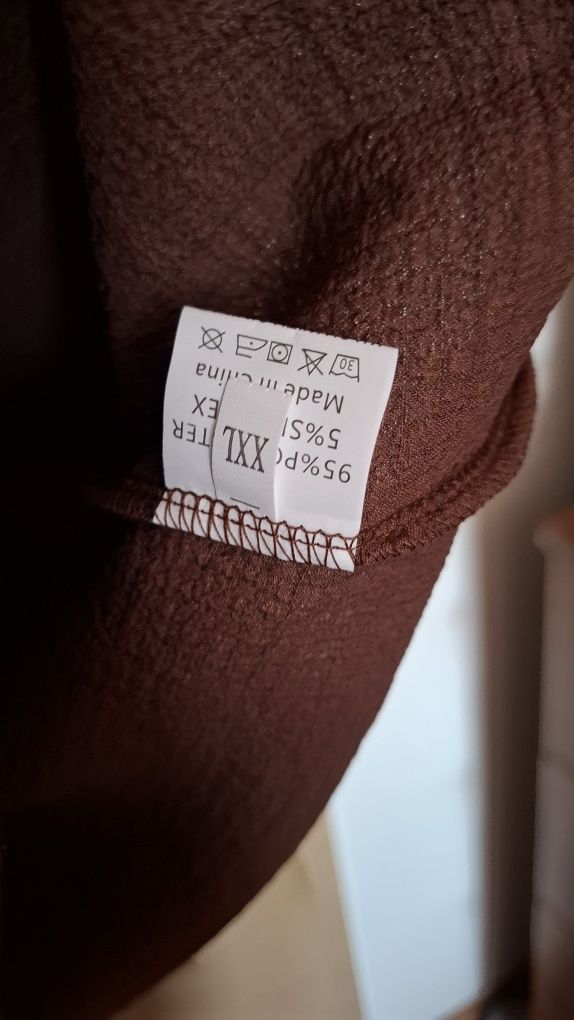 XXL
95%PO TER
5%S EX
Made in China
30